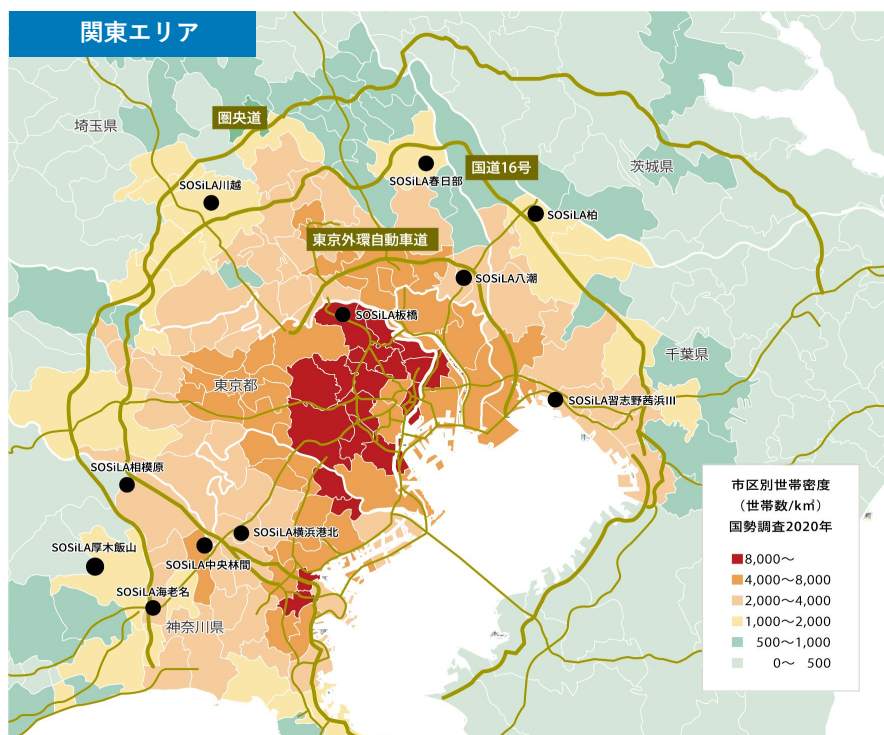 関東エリア
圏央道
埼玉県
国道16号
茨城県
SOSiLA春日部
SOSiLA川越
SOSiLA柏
東京外環自動車道
SOSiLA八潮
SOSiLA板橋
千葉県
東京都
SOSiLA習志野茜浜III
SOSiLA相模原
SOSiLA横浜港北
SOSiLA厚木飯山
SOSiLA中央林間
SOSiLA海老名
神奈川県
市区別世帯密度
（世帯数/k㎡）
国勢調査2020年
8,000〜
4,000〜8,000
2,000〜4,000
1,000〜2,000
500〜1,000
0〜 500